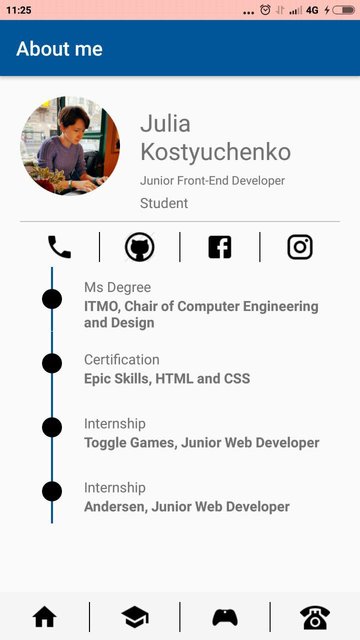 11:25
4G
About me
Julia
Kostyuchenko
Junior Front-End Developer
Student
Ms Degree
ITMO, Chair of Computer Engineering
and Design
Certification
Epic Skills, HTML and CSS
Internship
Toggle Games, Junior Web Developer
Internship
Andersen, Junior Web Developer